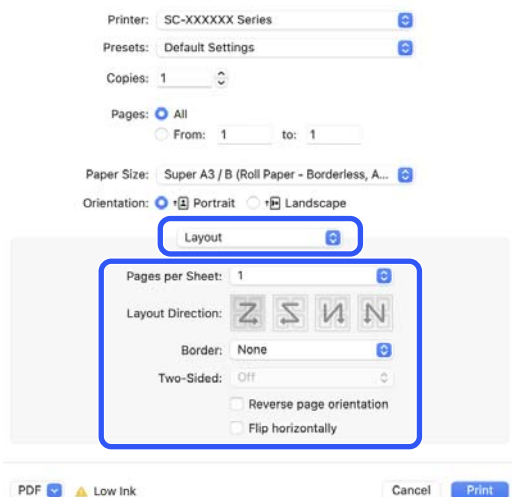 Printer: SC-XXXXXX Series
Presets: Default Settings
Copies: 1
Pages: All
From: 1 to: 1
Paper Size: Super A3 / B (Roll Paper - Borderless, A...
Orientation: Portrait Landscape
Layout
Pages per Sheet: 1
Layout Direction:
Border: None
Two-Sided: Off
Reverse page orientation
Flip horizontally
PDF Low Ink Cancel Print